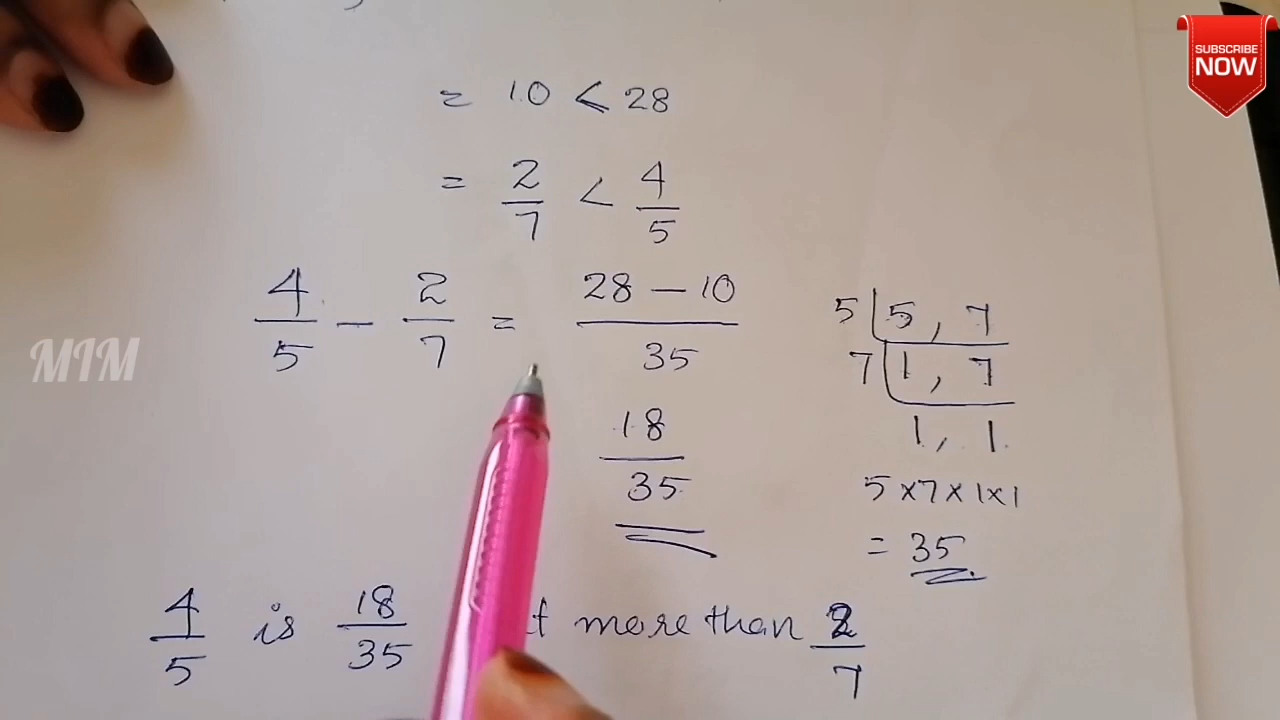 SUBSCRIBE
NOW
= 10 < 28
= 2/7 < 4/5
4/5 - 2/7 = 28 - 10 / 35
18/35
5 | 5, 7
7 | 1, 7
1, 1
5 x 7 x 1 x 1
= 35
MIM
4/5 is 18/35 more than 2/7